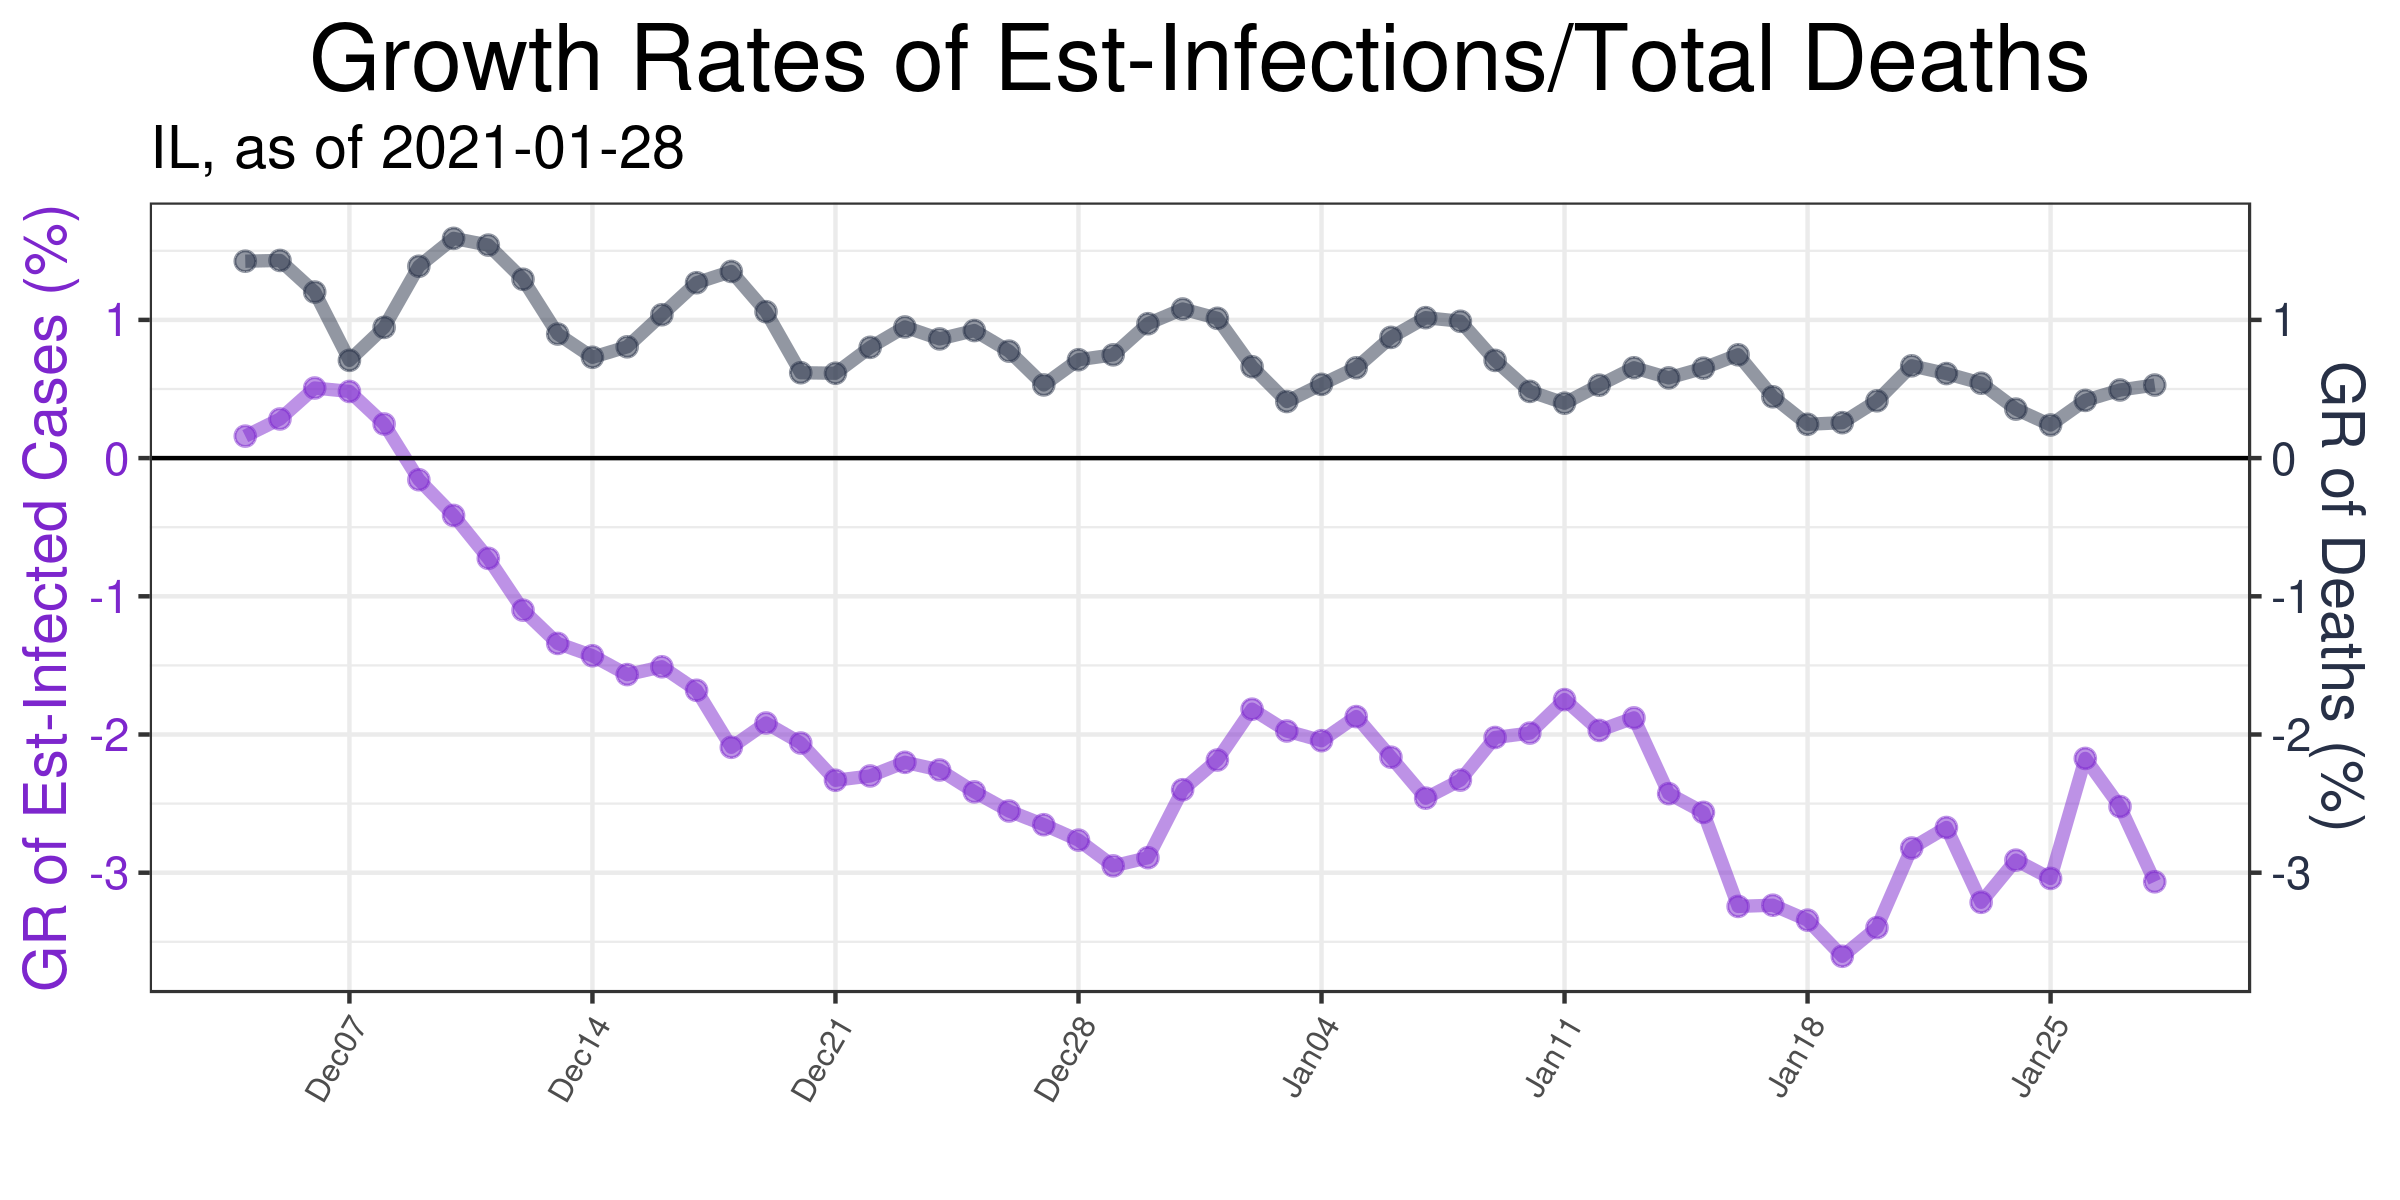 Growth Rates of Est-Infections/Total Deaths
IL, as of 2021-01-28
GR of Est-Infected Cases (%)
1
0
-1
-2
-3
1
0
-1
-2
-3
GR of Deaths (%)
Dec07
Dec14
Dec21
Dec28
Jan04
Jan11
Jan18
Jan25